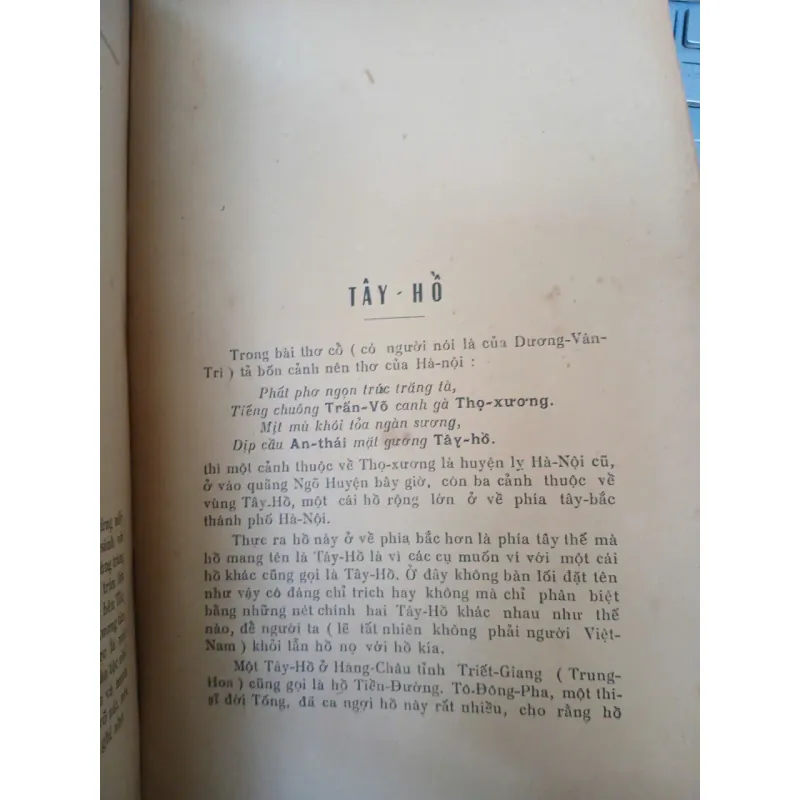 TÂY-HỒ
Trong bài thơ cổ ( có người nói là của Dương-Vân-
Trì ) tả bốn cảnh nên thơ của Hà-nội :
Phất phơ ngọn trúc trăng tà,
Tiếng chuông Trấn-Võ canh gà Thọ-xương.
Mịt mù khói tỏa ngàn sương,
Dịp cầu An-thái mặt gương Tây-hồ.
thì một cảnh thuộc về Thọ-xương là huyện lỵ Hà-Nội cũ,
ở vào quãng Ngõ Huyện bây giờ, còn ba cảnh thuộc về
vùng Tây-Hồ, một cái hồ rộng lớn ở về phía tây-bắc
thành phố Hà-Nội.
Thực ra hồ này ở về phía bắc hơn là phía tây thế mà
hồ mang tên là Tây-Hồ là vì các cụ muốn ví với một cái
hồ khác cũng gọi là Tây-Hồ. Ở đây không bàn lối đặt tên
như vậy có đáng chỉ trích hay không mà chỉ phân biệt
bằng những nét chính hai Tây-Hồ khác nhau như thế
nào, để người ta ( lẽ tất nhiên không phải người Việt-
Nam ) khỏi lẫn hồ nọ với hồ kia.
Một Tây-Hồ ở Hàng-Châu tỉnh Triết-Giang ( Trung-
Hoa ) cũng gọi là hồ Tiền-Đường. Tô-Đông-Pha, một thi-
sĩ đời Tống, đã ca ngợi hồ này rất nhiều, cho rằng hồ